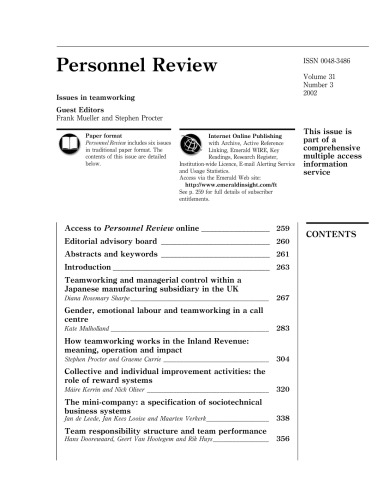 Personnel Review
ISSN 0048-3486
Volume 31
Number 3
2002
Issues in teamworking
Guest Editors
Frank Mueller and Stephen Procter
Paper format
Personnel Review includes six issues
in traditional paper format. The
contents of this issue are detailed
below.
Internet Online Publishing
with Archive, Active Reference
Linking, Emerald WIRE, Key
Readings, Research Register,
Institution-wide Licence, E-mail Alerting Service
and Usage Statistics.
Access via the Emerald Web site:
http://www.emeraldinsight.com/ft
See p. 259 for full details of subscriber
entitlements.
This issue is
part of a
comprehensive
multiple access
information
service
CONTENTS
Access to Personnel Review online 259
Editorial advisory board 260
Abstracts and keywords 261
Introduction 263
Teamworking and managerial control within a
Japanese manufacturing subsidiary in the UK
Diana Rosemary Sharpe 267
Gender, emotional labour and teamworking in a call
centre
Kate Mulholland 283
How teamworking works in the Inland Revenue:
meaning, operation and impact
Stephen Procter and Graeme Currie 304
Collective and individual improvement activities: the
role of reward systems
Máire Kerrin and Nick Oliver 320
The mini-company: a specification of sociotechnical
business systems
Jan de Leede, Jan Kees Looise and Maarten Verkerk 338
Team responsibility structure and team performance
Hans Doorewaard, Geert Van Hootegem and Rik Huys 356